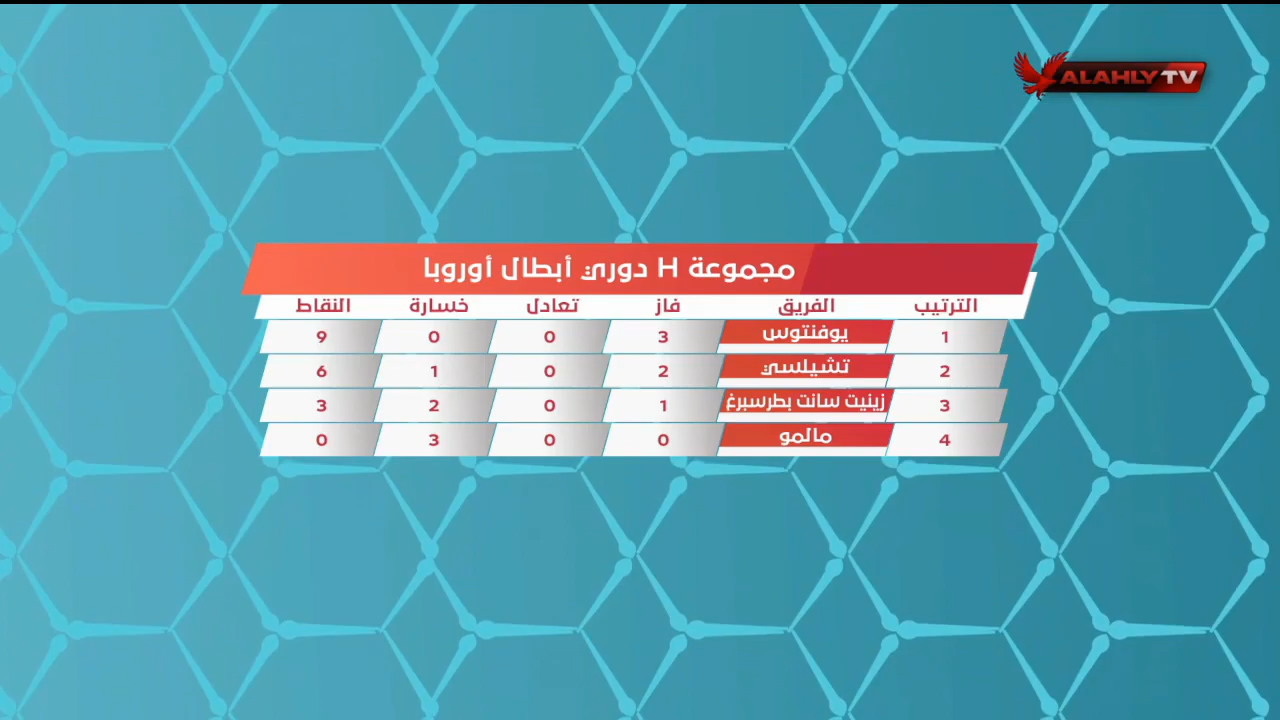 ALAHLY TV
مجموعة H دوري أبطال أوروبا
الترتيب الفريق فاز تعادل خسارة النقاط
1 يوفنتوس 3 0 0 9
2 تشيلسي 2 0 1 6
3 زينيت سانت بطرسبرغ 1 0 2 3
4 مالمو 0 0 3 0